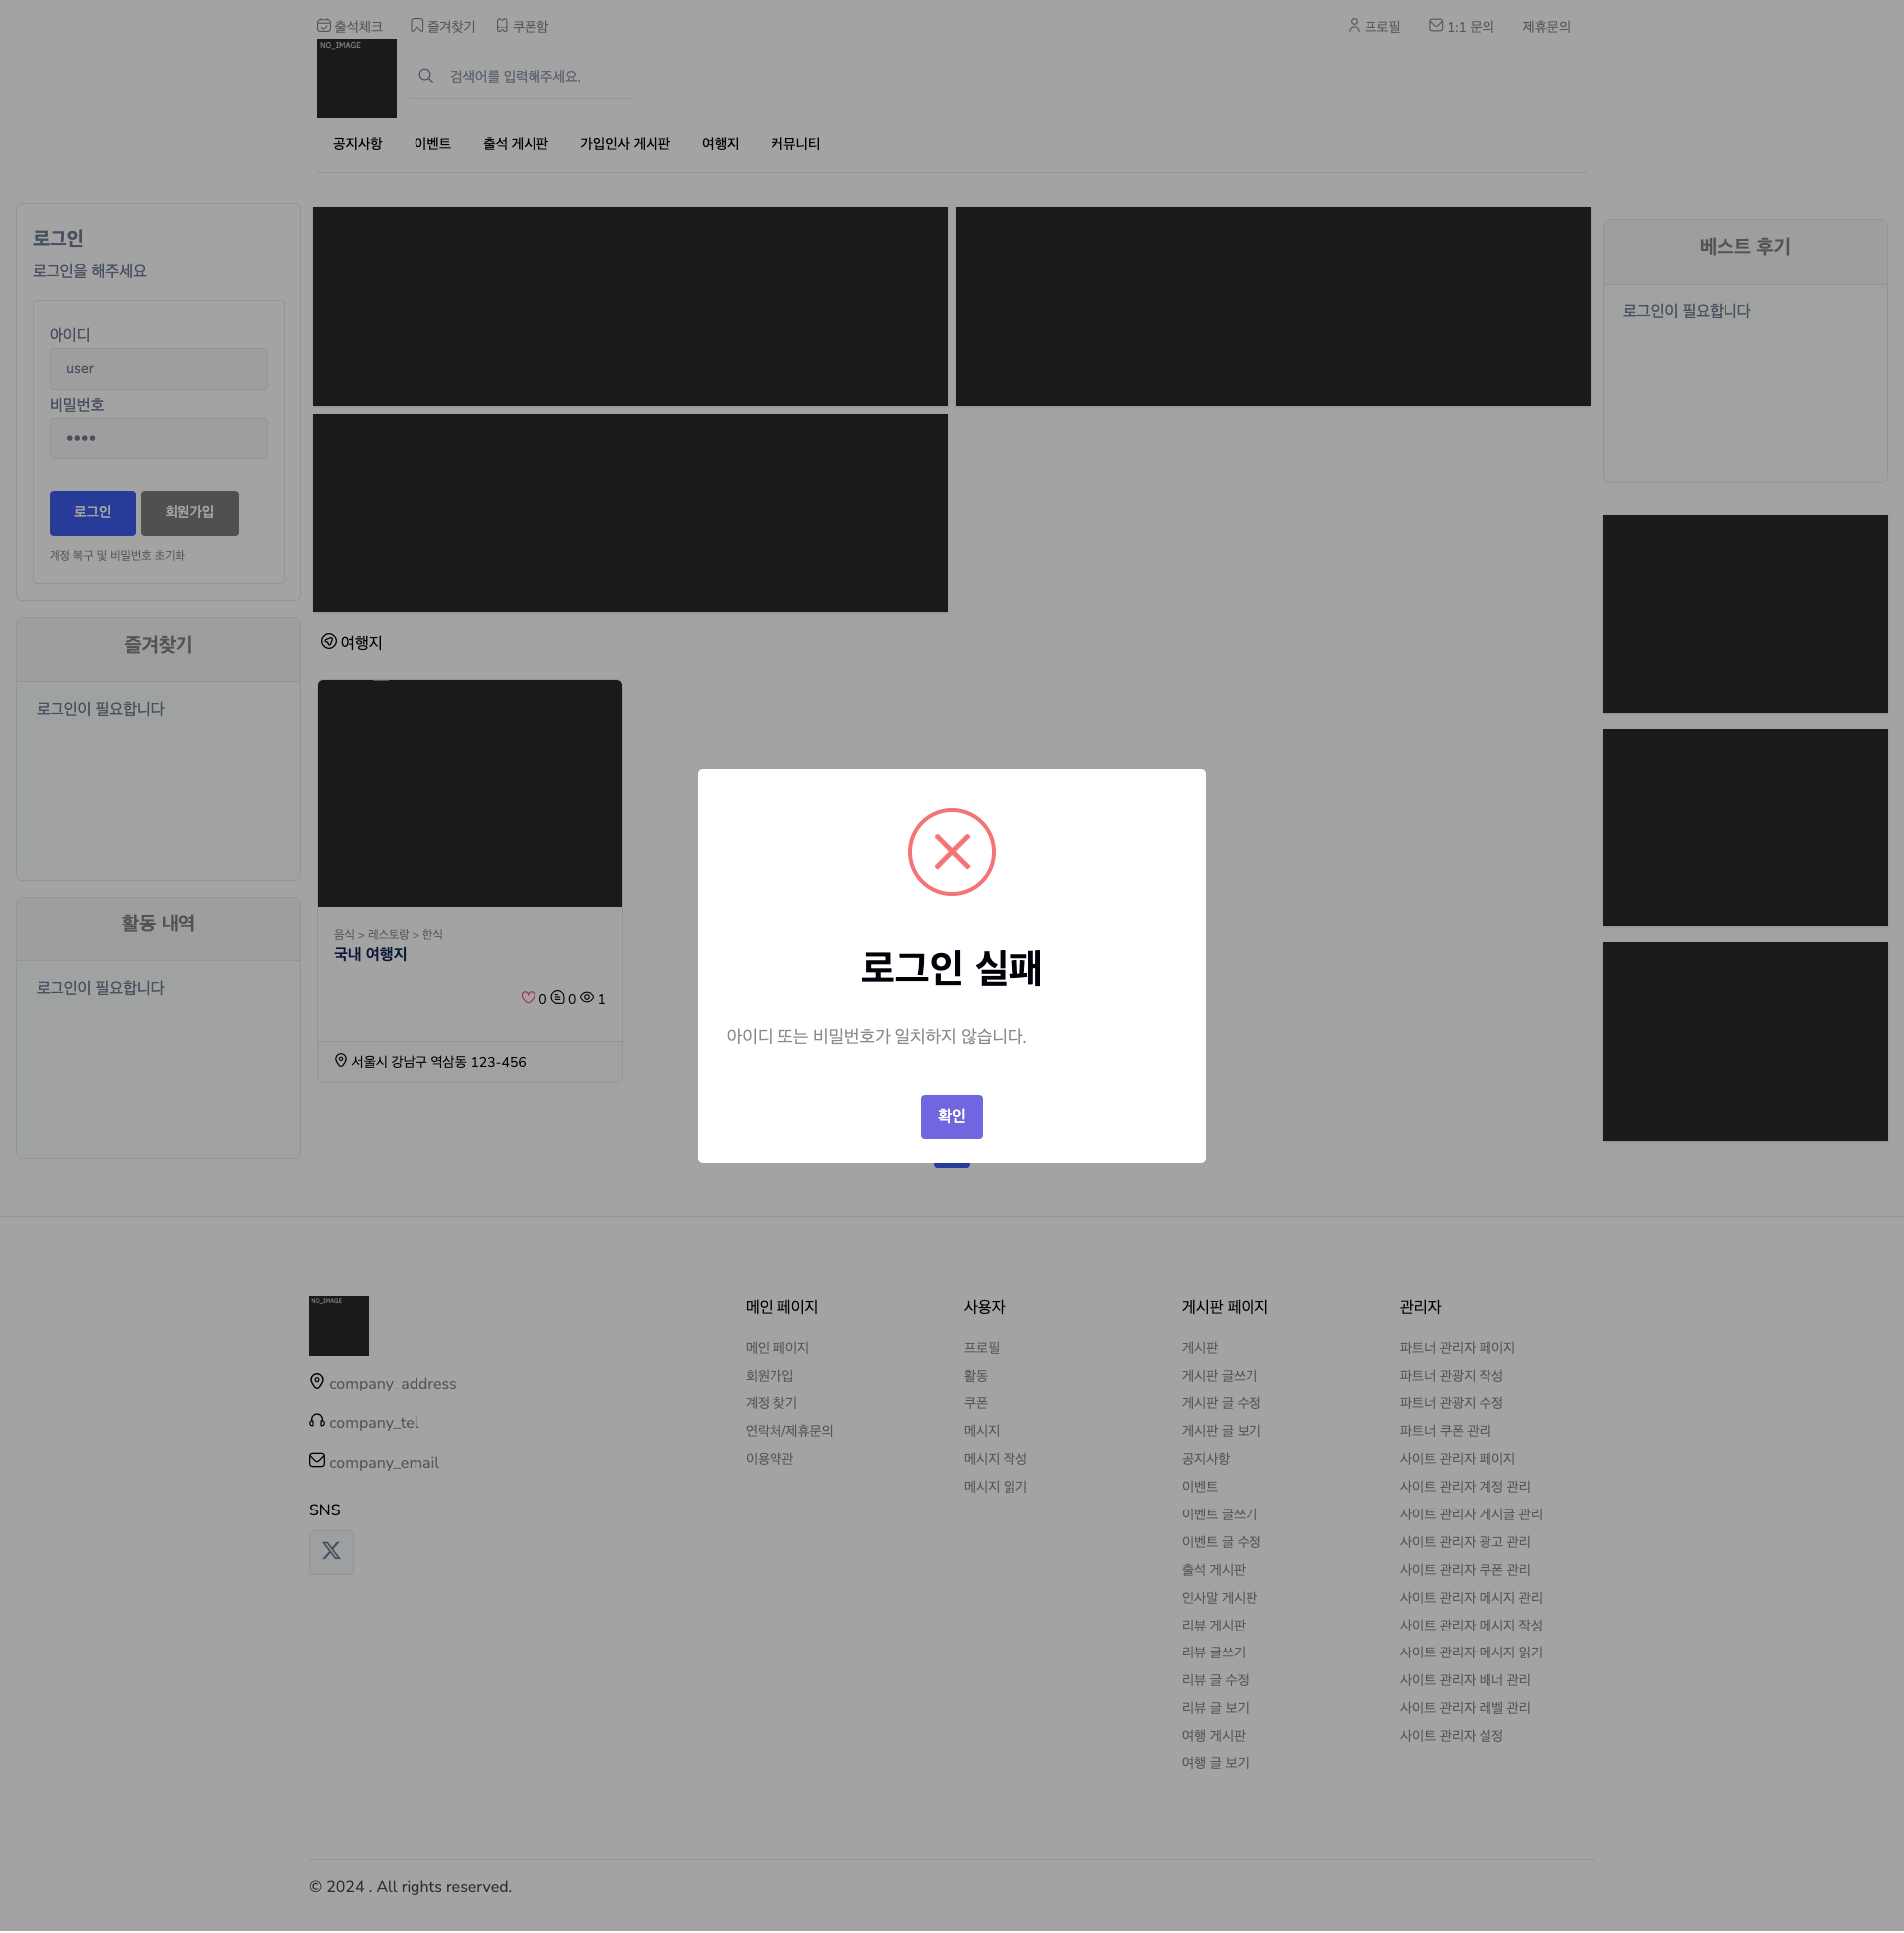 출석체크 즐겨찾기 쿠폰함 프로필 1:1 문의 제휴문의
NO_IMAGE
검색어를 입력해주세요.
공지사항 이벤트 출석 게시판 가입인사 게시판 여행지 커뮤니티
로그인
로그인을 해주세요
아이디
user
비밀번호
••••
로그인 회원가입
계정 복구 및 비밀번호 초기화
즐겨찾기
로그인이 필요합니다
활동 내역
로그인이 필요합니다
여행지
음식 > 레스토랑 > 한식
국내 여행지
0 0 1
서울시 강남구 역삼동 123-456
베스트 후기
로그인이 필요합니다
로그인 실패
아이디 또는 비밀번호가 일치하지 않습니다.
확인
NO_IMAGE
company_address
company_tel
company_email
SNS
메인 페이지
메인 페이지
회원가입
계정 찾기
연락처/제휴문의
이용약관
사용자
프로필
활동
쿠폰
메시지
메시지 작성
메시지 읽기
게시판 페이지
게시판
게시판 글쓰기
게시판 글 수정
게시판 글 보기
공지사항
이벤트
이벤트 글쓰기
이벤트 글 수정
출석 게시판
인사말 게시판
리뷰 게시판
리뷰 글쓰기
리뷰 글 수정
리뷰 글 보기
여행 게시판
여행 글 보기
관리자
파트너 관리자 페이지
파트너 관광지 작성
파트너 관광지 수정
파트너 쿠폰 관리
사이트 관리자 페이지
사이트 관리자 계정 관리
사이트 관리자 게시글 관리
사이트 관리자 광고 관리
사이트 관리자 쿠폰 관리
사이트 관리자 메시지 관리
사이트 관리자 메시지 작성
사이트 관리자 메시지 읽기
사이트 관리자 배너 관리
사이트 관리자 레벨 관리
사이트 관리자 설정
© 2024 . All rights reserved.